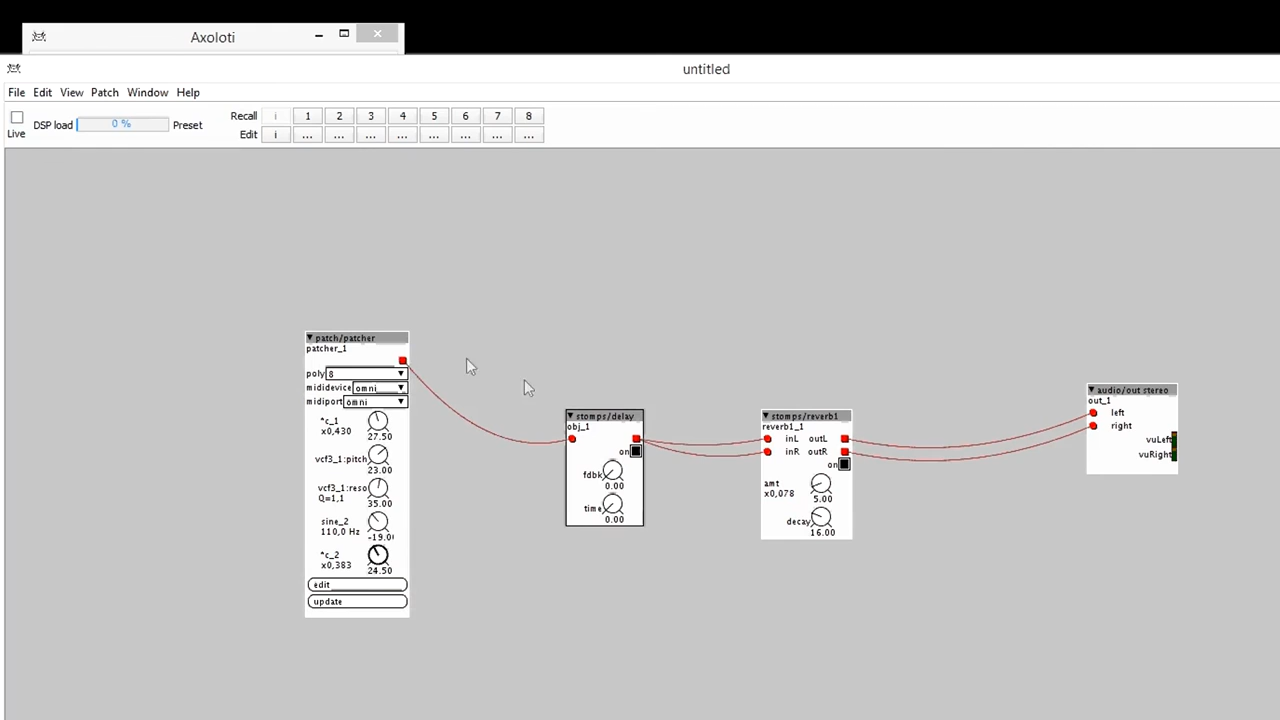 Axoloti
untitled
File Edit View Patch Window Help
Live
DSP load 0 % Preset
Recall i 1 2 3 4 5 6 7 8
Edit i ... ... ... ... ... ... ... ...
patch/patcher
patcher_1
poly 8
mididevice omni
midiport omni
*c_1
x0,430 27.50
vcf3_1:pitch
23.00
vcf3_1:reso
Q=1,1 35.00
sine_2
110,0 Hz -19.0
*c_2
x0,383 24.50
edit
update
stomps/delay
obj_1
on
fdbk
0.00
time
0.00
stomps/reverb1
reverb1_1
inL outL
inR outR
on
amt
x0,078 5.00
decay
16.00
audio/out stereo
out_1
left
right
vuLeft
vuRight